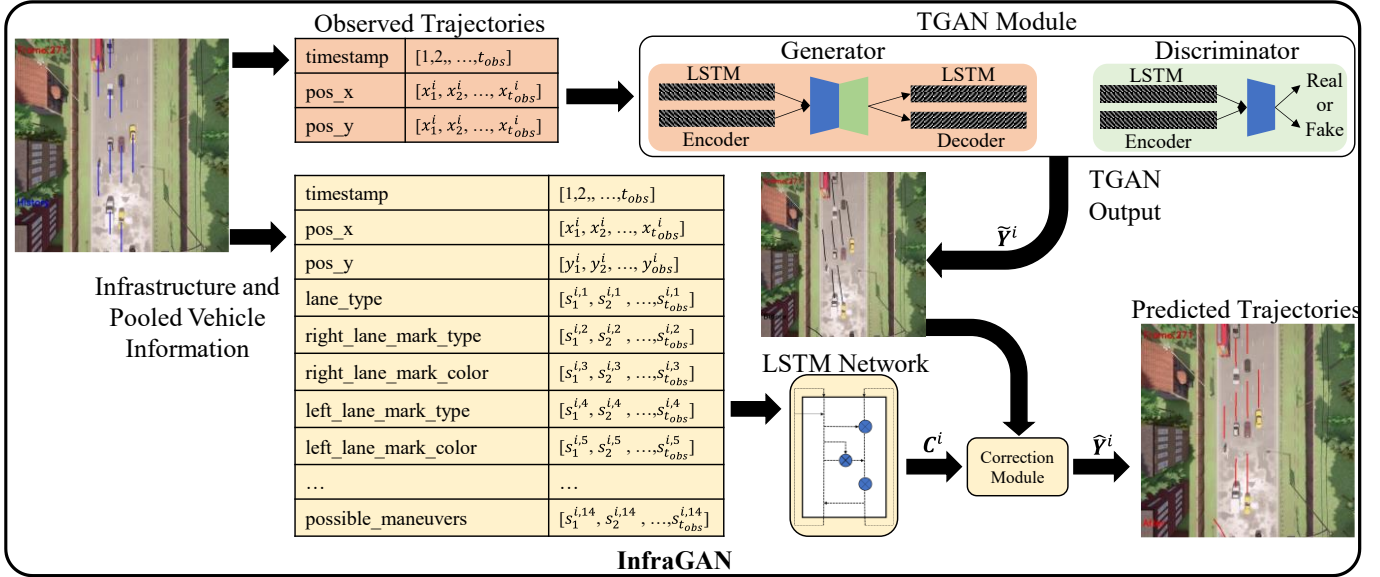 Observed Trajectories
timestamp [1,2,, …,t_obs]
pos_x [x_1^i, x_2^i, …, x_{t_obs}^i]
pos_y [x_1^i, x_2^i, …, x_{t_obs}^i]
TGAN Module
Generator
LSTM
Encoder
LSTM
Decoder
Discriminator
LSTM
Encoder
Real
or
Fake
TGAN
Output
Ỹ^i
History
Infrastructure and
Pooled Vehicle
Information
timestamp [1,2,, …,t_obs]
pos_x [x_1^i, x_2^i, …, x_{t_obs}^i]
pos_y [y_1^i, y_2^i, …, y_{obs}^i]
lane_type [s_1^{i,1}, s_2^{i,1} , …,s_{t_obs}^{i,1}]
right_lane_mark_type [s_1^{i,2}, s_2^{i,2} , …,s_{t_obs}^{i,2}]
right_lane_mark_color [s_1^{i,3}, s_2^{i,3} , …,s_{t_obs}^{i,3}]
left_lane_mark_type [s_1^{i,4}, s_2^{i,4} , …,s_{t_obs}^{i,4}]
left_lane_mark_color [s_1^{i,5}, s_2^{i,5} , …,s_{t_obs}^{i,5}]
… …
possible_maneuvers [s_1^{i,14}, s_2^{i,14} , …,s_{t_obs}^{i,14}]
LSTM Network
C^i
Correction
Module
Ŷ^i
Predicted Trajectories
InfraGAN